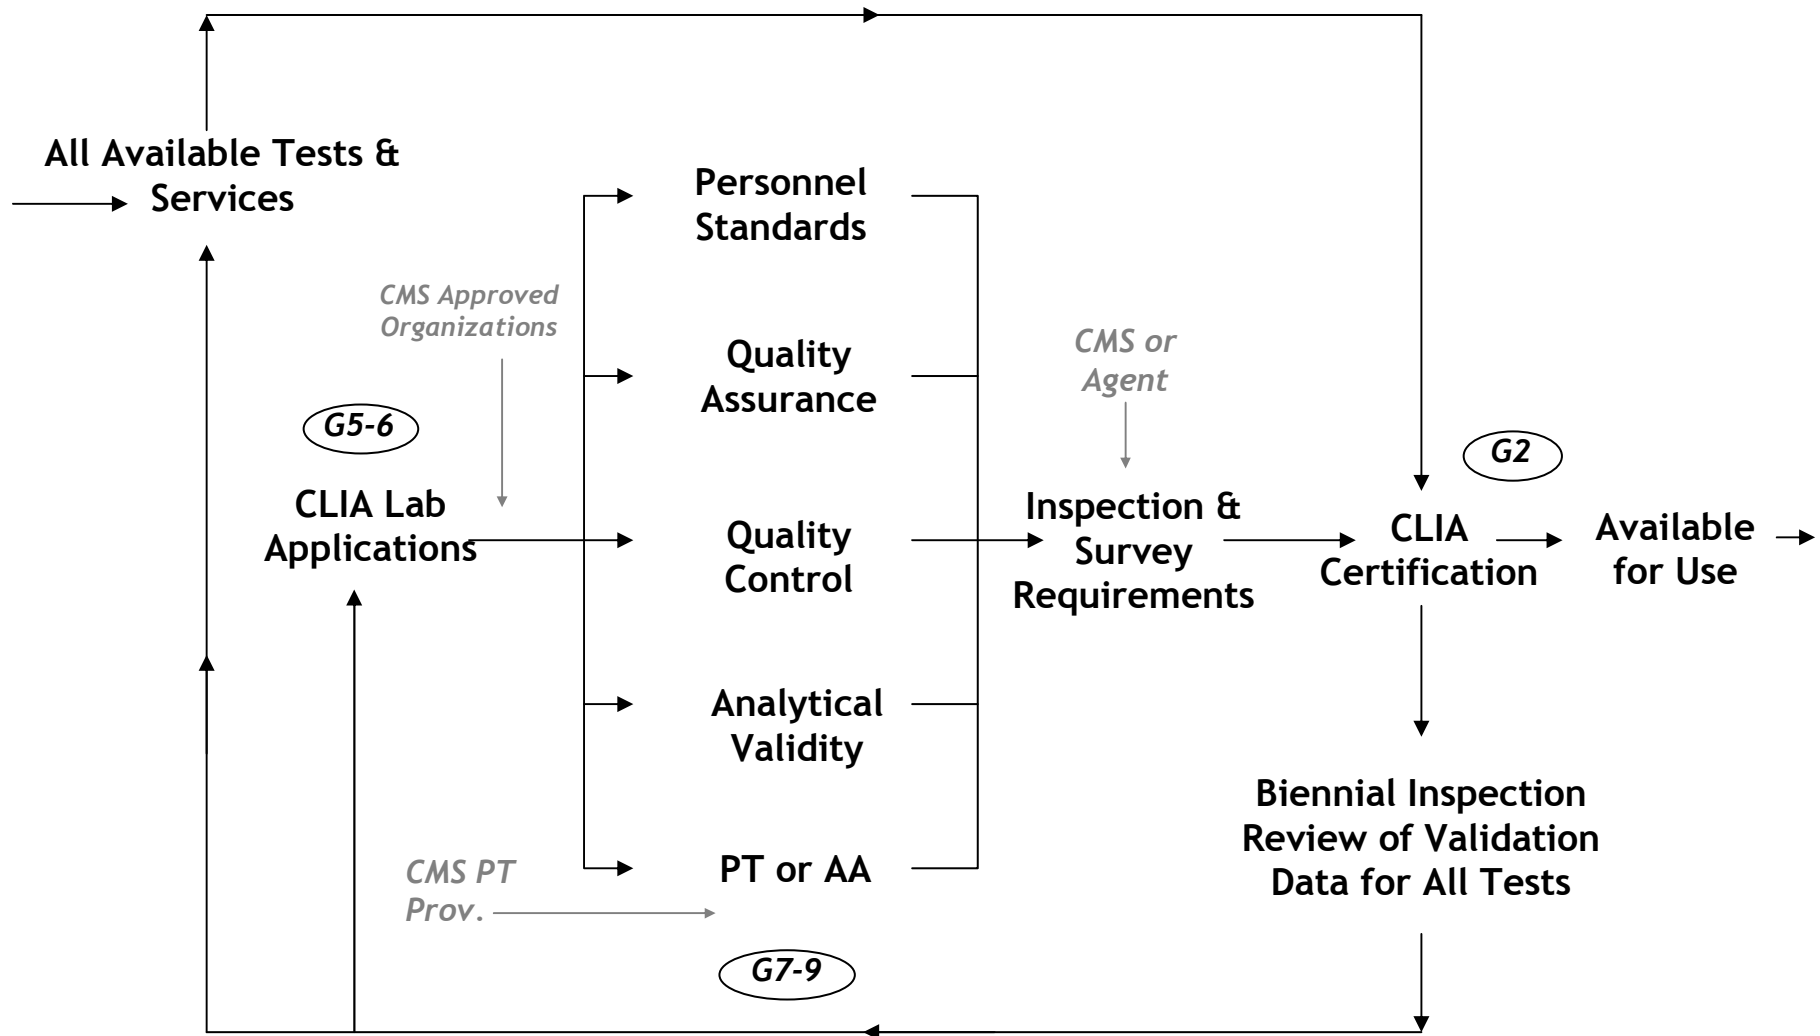 All Available Tests &
Services
CMS Approved
Organizations
G5-6
CLIA Lab
Applications
Personnel
Standards
Quality
Assurance
Quality
Control
Analytical
Validity
PT or AA
CMS PT
Prov.
G7-9
CMS or
Agent
Inspection &
Survey
Requirements
G2
CLIA
Certification
Available
for Use
Biennial Inspection
Review of Validation
Data for All Tests